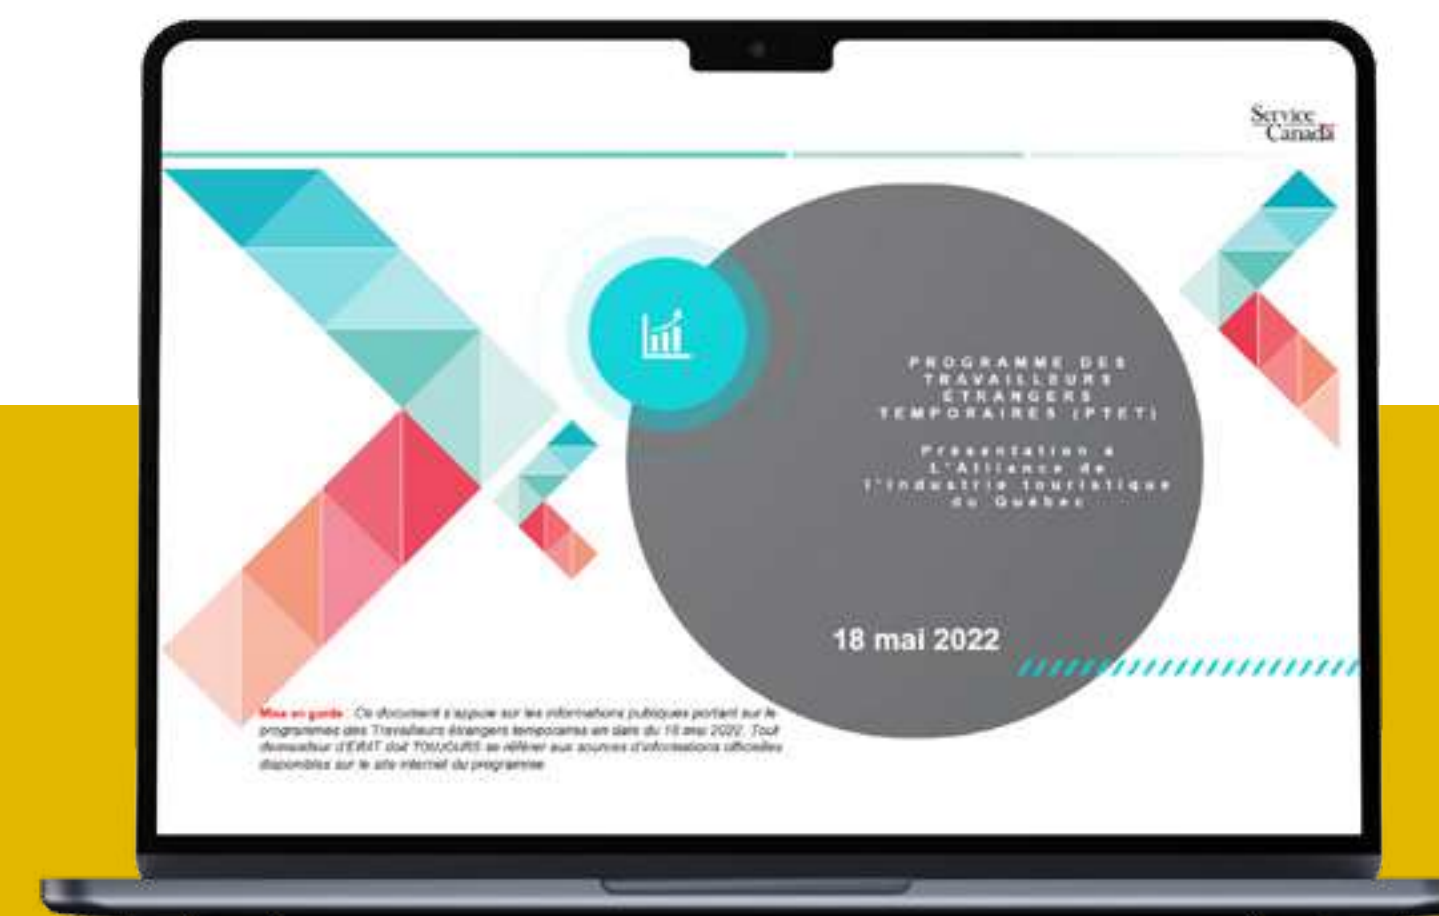 Service
Canada
PROGRAMME DES
TRAVAILLEURS
ÉTRANGERS
TEMPORAIRES (PTET)
Présentation à
L'Alliance de
l'industrie touristique
du Québec
18 mai 2022
Mise en garde : Ce document s'appuie sur les informations publiques portant sur le
programmes des Travailleurs étrangers temporaires en date du 18 mai 2022. Tout
demandeur d'EIMT doit TOUJOURS se référer aux sources d'informations officielles
disponibles sur le site internet du programme